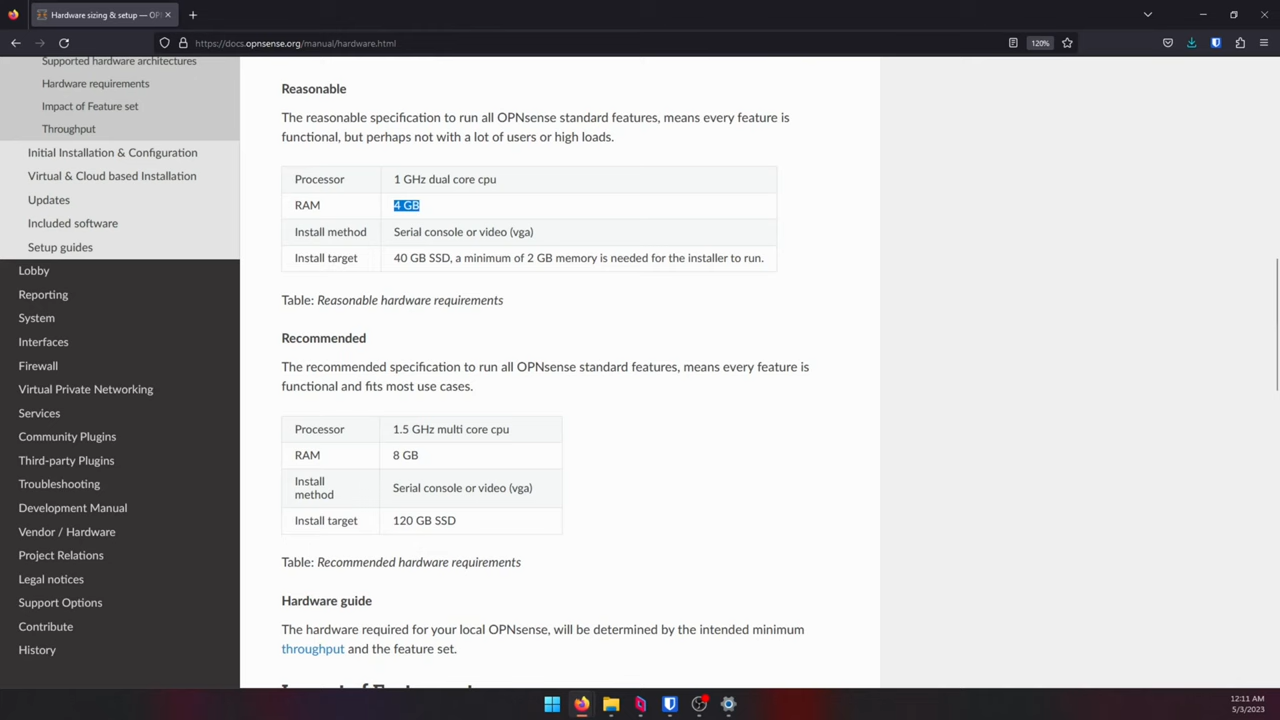 Hardware sizing & setup — OPN
https://docs.opnsense.org/manual/hardware.html
120%
Supported hardware architectures
Hardware requirements
Impact of Feature set
Throughput
Initial Installation & Configuration
Virtual & Cloud based Installation
Updates
Included software
Setup guides
Lobby
Reporting
System
Interfaces
Firewall
Virtual Private Networking
Services
Community Plugins
Third-party Plugins
Troubleshooting
Development Manual
Vendor / Hardware
Project Relations
Legal notices
Support Options
Contribute
History
Reasonable
The reasonable specification to run all OPNsense standard features, means every feature is
functional, but perhaps not with a lot of users or high loads.
Processor 1 GHz dual core cpu
RAM 4 GB
Install method Serial console or video (vga)
Install target 40 GB SSD, a minimum of 2 GB memory is needed for the installer to run.
Table: Reasonable hardware requirements
Recommended
The recommended specification to run all OPNsense standard features, means every feature is
functional and fits most use cases.
Processor 1.5 GHz multi core cpu
RAM 8 GB
Install
method Serial console or video (vga)
Install target 120 GB SSD
Table: Recommended hardware requirements
Hardware guide
The hardware required for your local OPNsense, will be determined by the intended minimum
throughput and the feature set.
12:11 AM
5/3/2023